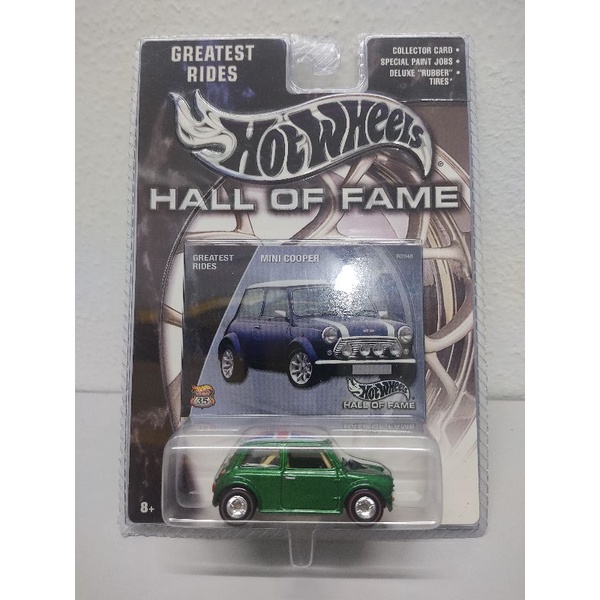 GREATEST
RIDES
COLLECTOR CARD •
SPECIAL PAINT JOBS •
DELUXE "RUBBER" •
TIRES
HOT WHEELS
HALL OF FAME
GREATEST
RIDES
MINI COOPER
HOT WHEELS
HALL OF FAME
35
8+